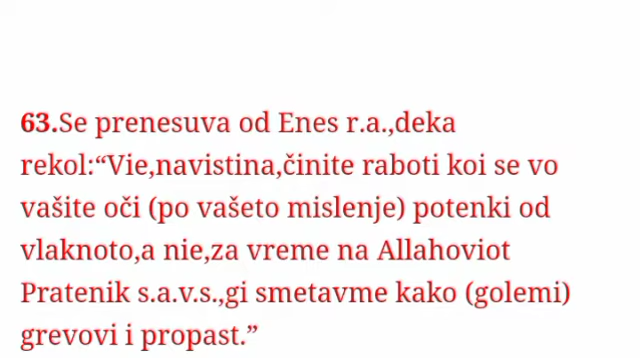 63.Se prenesuva od Enes r.a.,deka
rekol:“Vie,navistina,činite raboti koi se vo
vašite oči (po vašeto mislenje) potenki od
vlaknoto,a nie,za vreme na Allahoviot
Pratenik s.a.v.s.,gi smetavme kako (golemi)
grevovi i propast.”